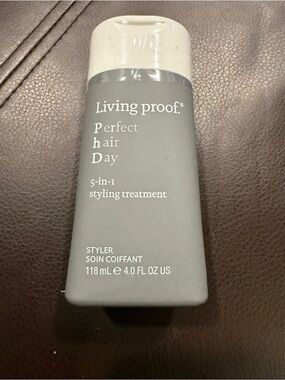 Living proof.®
Perfect
hair
Day
5-in-1
styling treatment
STYLER
SOIN COIFFANT
118 mL ℮ 4.0 FL OZ US